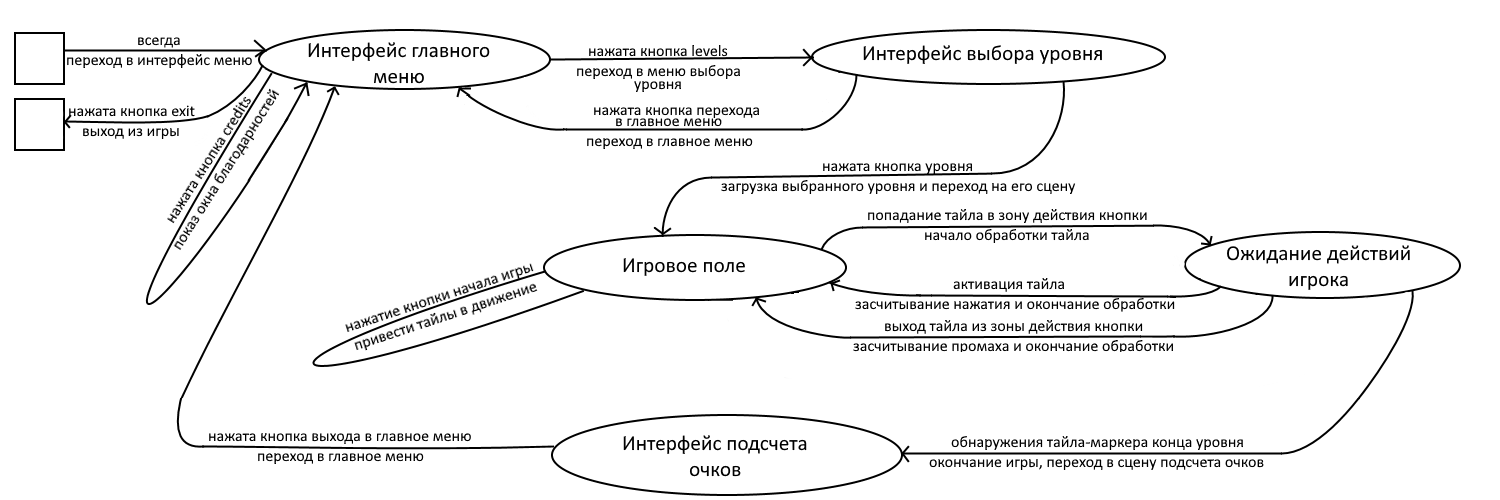 всегда
переход в интерфейс меню
нажата кнопка exit
выход из игры
Интерфейс главного
меню
нажата кнопка levels
переход в меню выбора
уровня
Интерфейс выбора уровня
нажата кнопка перехода
в главное меню
переход в главное меню
нажата кнопка credits
показ окна благодарностей
нажата кнопка уровня
загрузка выбранного уровня и переход на его сцену
попадание тайла в зону действия кнопки
начало обработки тайла
Игровое поле
Ожидание действий
игрока
активация тайла
засчитывание нажатия и окончание обработки
выход тайла из зоны действия кнопки
засчитывание промаха и окончание обработки
нажатие кнопки начала игры
привести тайлы в движение
нажата кнопка выхода в главное меню
переход в главное меню
Интерфейс подсчета
очков
обнаружения тайла-маркера конца уровня
окончание игры, переход в сцену подсчета очков